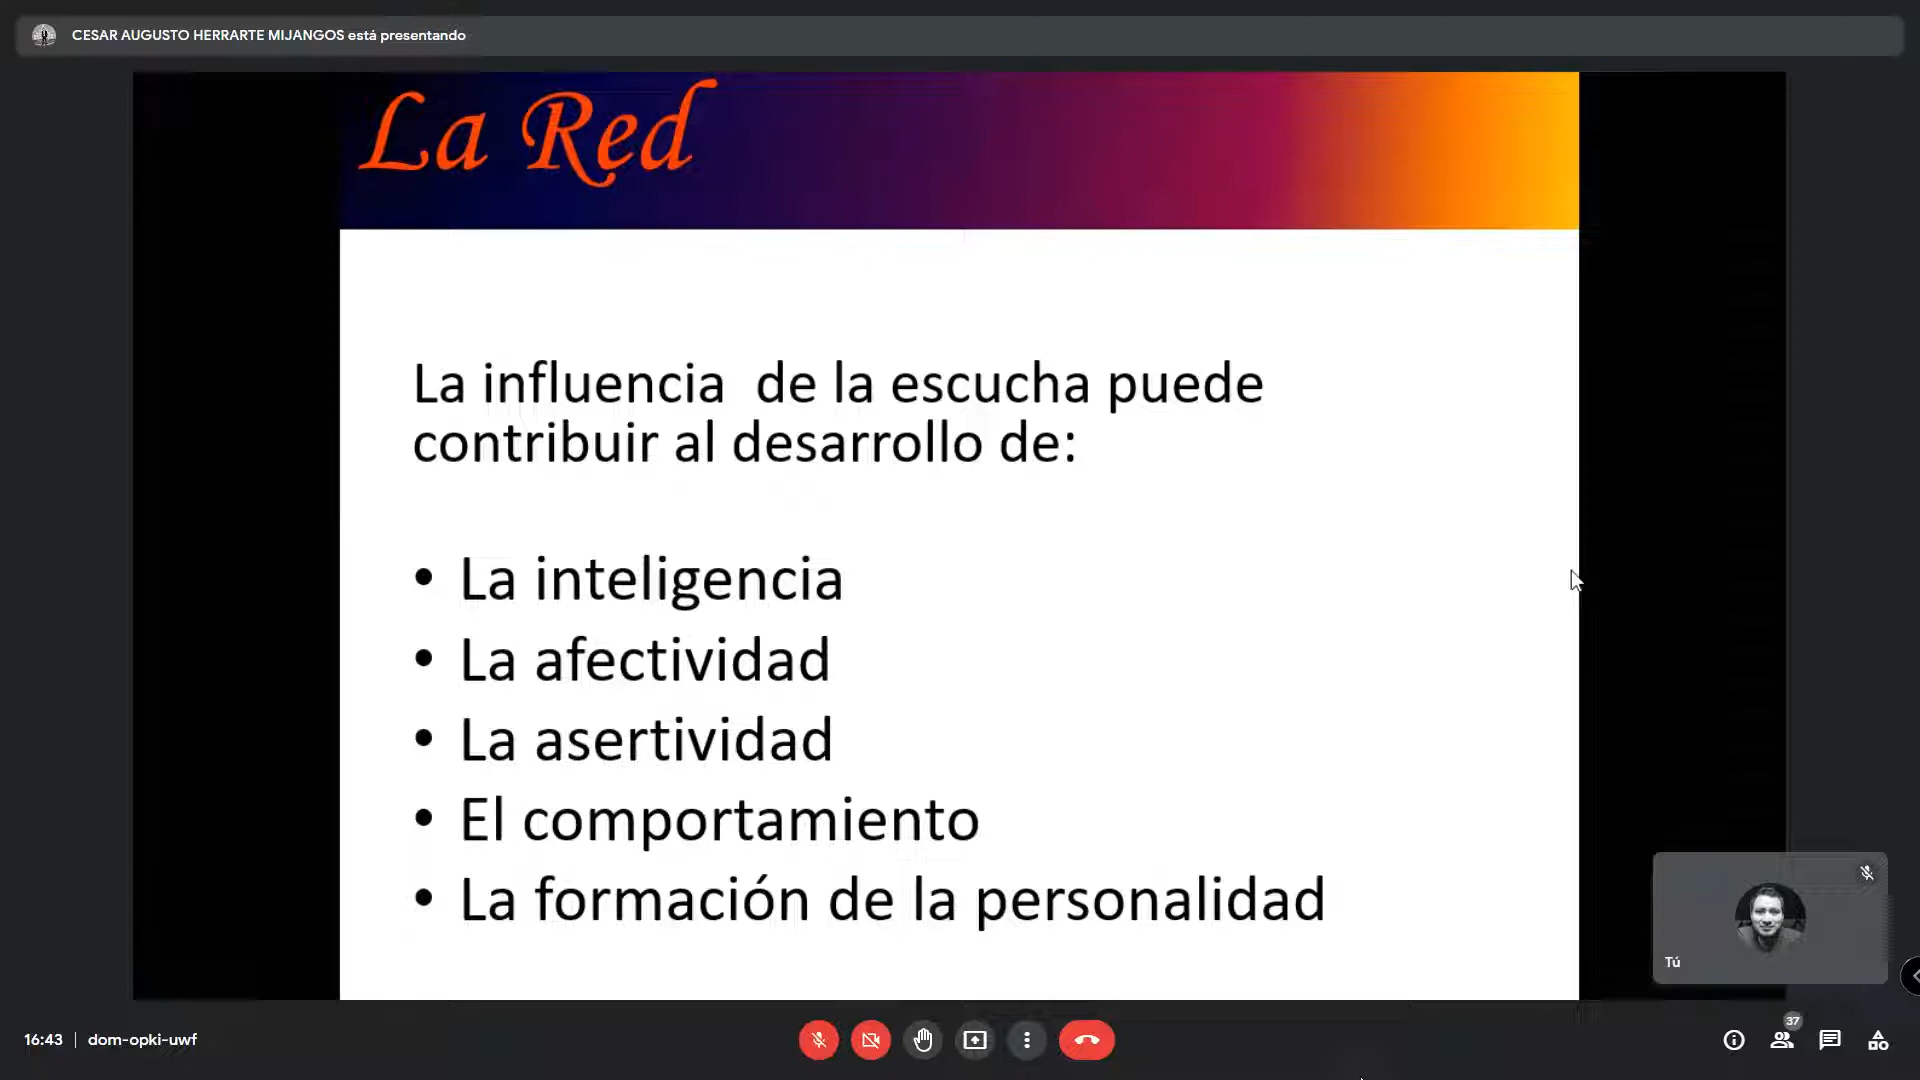 CESAR AUGUSTO HERRARTE MIJANGOS está presentando
La Red
La influencia  de la escucha puede
contribuir al desarrollo de:
• La inteligencia
• La afectividad
• La asertividad
• El comportamiento
• La formación de la personalidad
Tú
16:43 | dom-opki-uwf
37